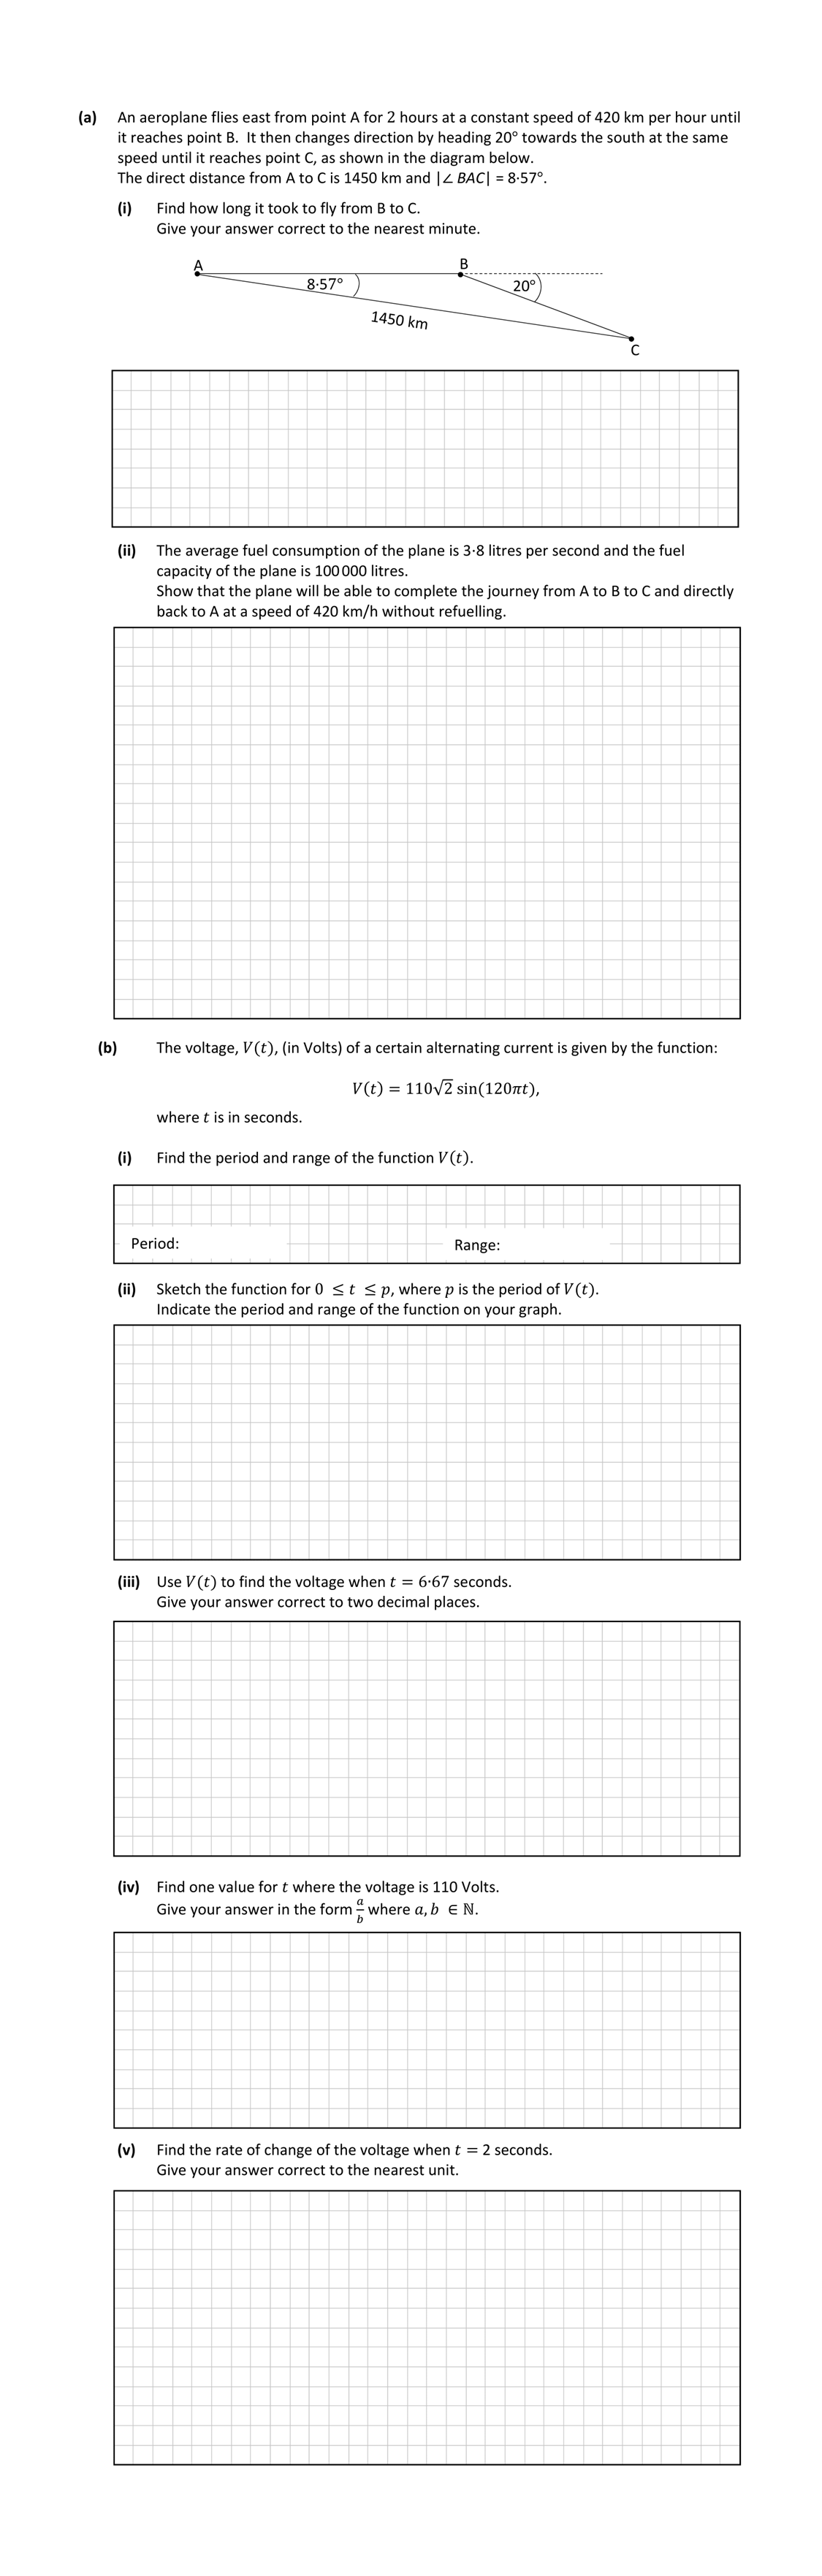 (a) An aeroplane flies east from point A for 2 hours at a constant speed of 420 km per hour until
it reaches point B. It then changes direction by heading 20° towards the south at the same
speed until it reaches point C, as shown in the diagram below.
The direct distance from A to C is 1450 km and |∠ BAC| = 8·57°.
(i) Find how long it took to fly from B to C.
Give your answer correct to the nearest minute.
A
B
8·57°
20°
1450 km
C
(ii) The average fuel consumption of the plane is 3·8 litres per second and the fuel
capacity of the plane is 100 000 litres.
Show that the plane will be able to complete the journey from A to B to C and directly
back to A at a speed of 420 km/h without refuelling.
(b) The voltage, V(t), (in Volts) of a certain alternating current is given by the function:
V(t) = 110√2 sin(120πt),
where t is in seconds.
(i) Find the period and range of the function V(t).
Period: Range:
(ii) Sketch the function for 0 ≤ t ≤ p, where p is the period of V(t).
Indicate the period and range of the function on your graph.
(iii) Use V(t) to find the voltage when t = 6·67 seconds.
Give your answer correct to two decimal places.
(iv) Find one value for t where the voltage is 110 Volts.
Give your answer in the form a/b where a, b ∈ ℕ.
(v) Find the rate of change of the voltage when t = 2 seconds.
Give your answer correct to the nearest unit.